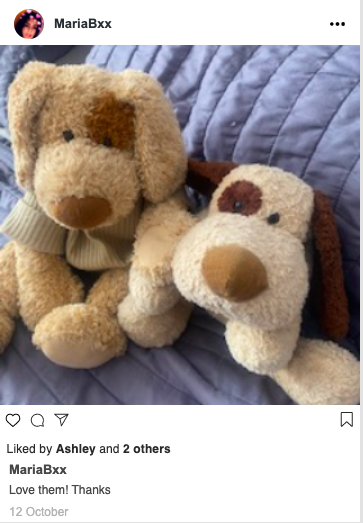 MariaBxx
Liked by Ashley and 2 others
MariaBxx
Love them! Thanks
12 October